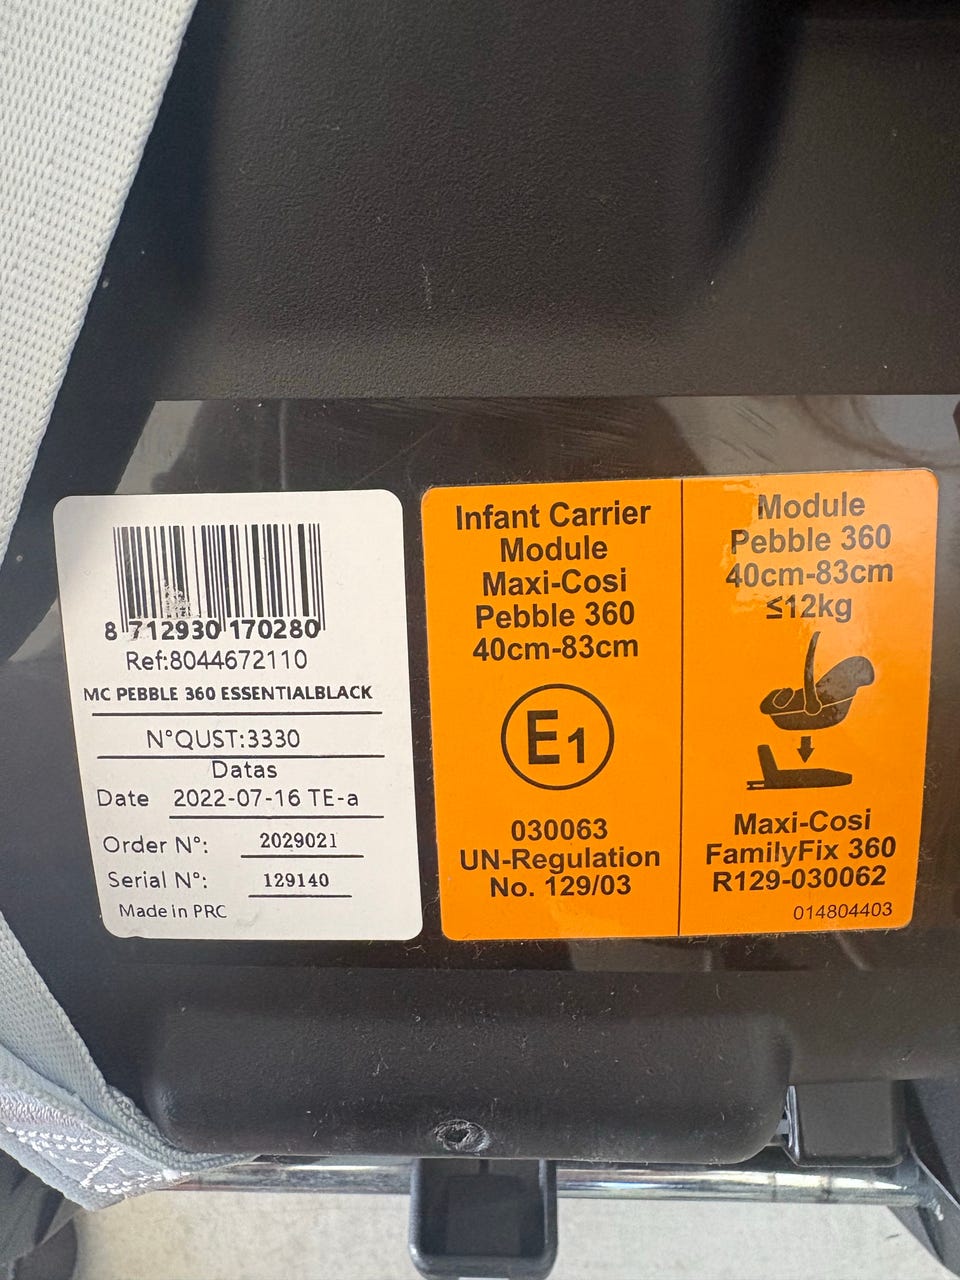 8 712930 170280
Ref:8044672110
MC PEBBLE 360 ESSENTIALBLACK
N°QUST:3330
Datas
Date 2022-07-16 TE-a
Order N°: 2029021
Serial N°: 129140
Made in PRC
Infant Carrier
Module
Maxi-Cosi
Pebble 360
40cm-83cm
E1
030063
UN-Regulation
No. 129/03
Module
Pebble 360
40cm-83cm
≤12kg
Maxi-Cosi
FamilyFix 360
R129-030062
014804403